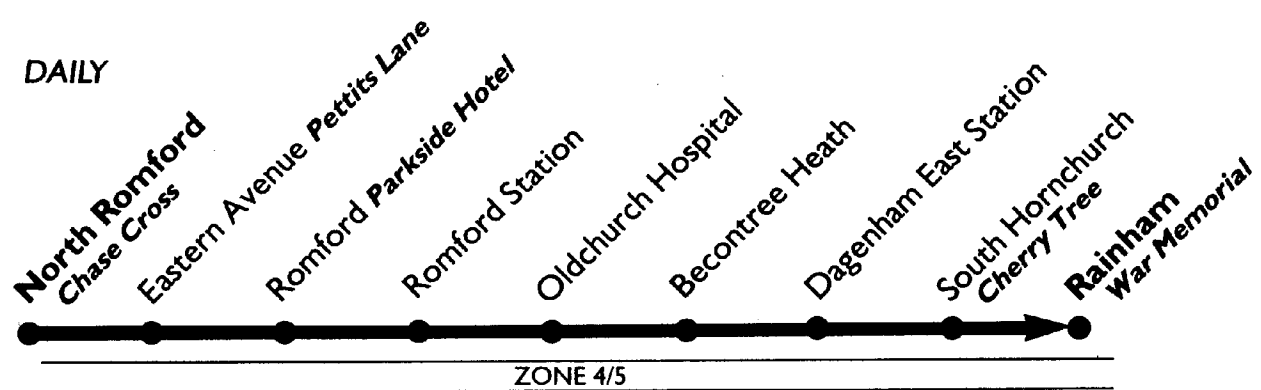 DAILY
North Romford
Chase Cross
Eastern Avenue Pettits Lane
Romford Parkside Hotel
Romford Station
Oldchurch Hospital
Becontree Heath
Dagenham East Station
South Hornchurch
Cherry Tree
Rainham
War Memorial
ZONE 4/5